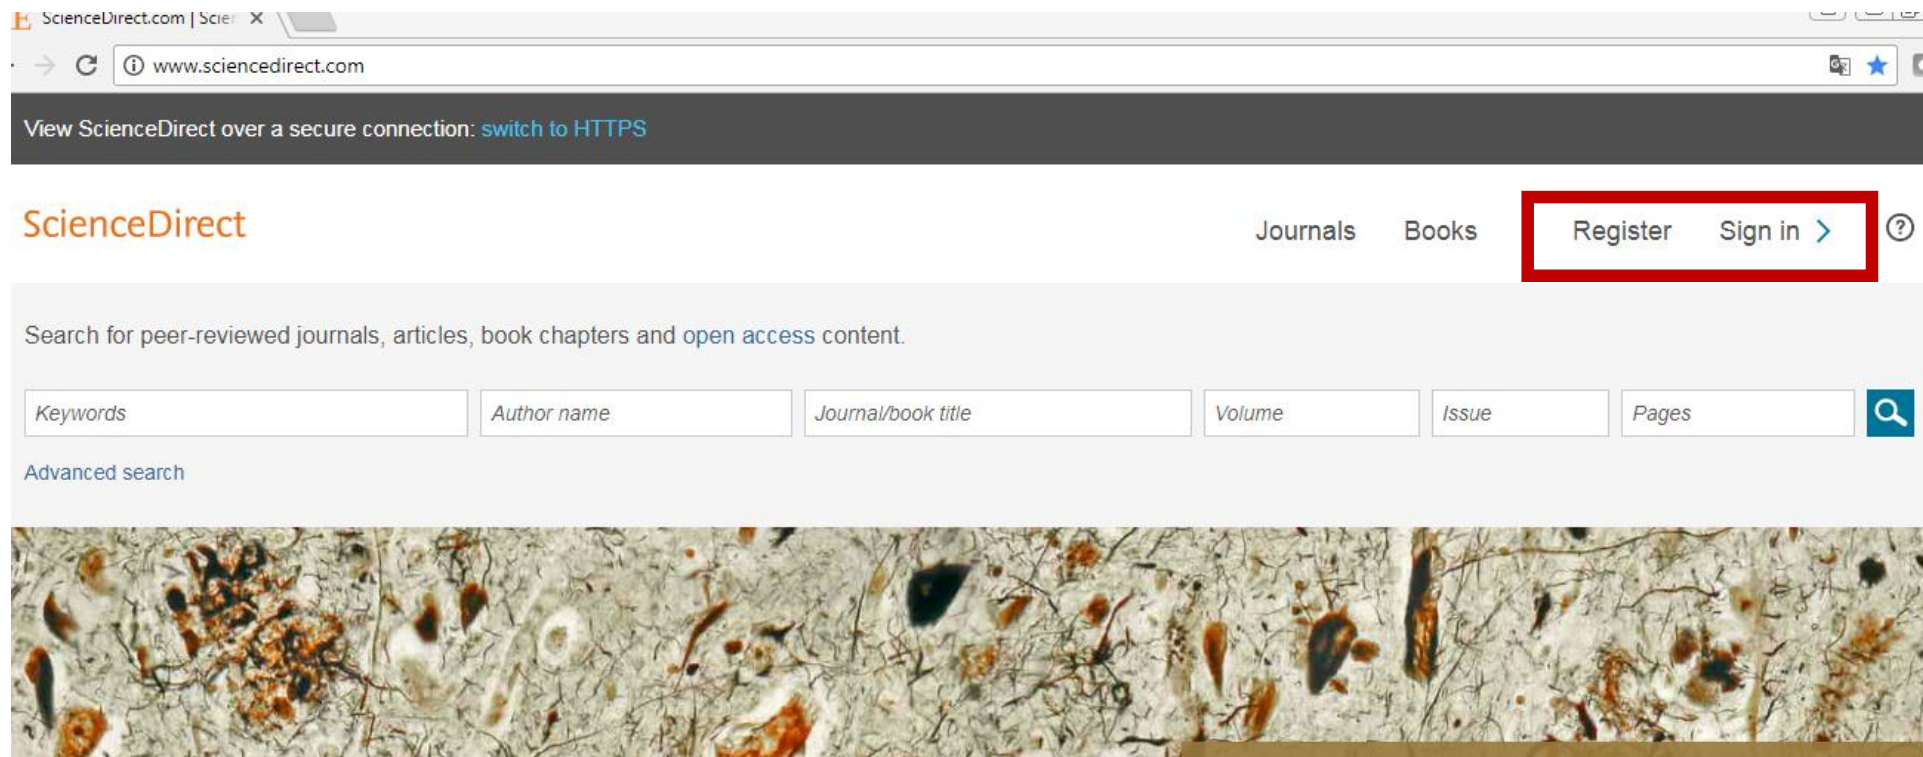 ScienceDirect.com | Scie
www.sciencedirect.com
View ScienceDirect over a secure connection: switch to HTTPS
ScienceDirect Journals Books Register Sign in
Search for peer-reviewed journals, articles, book chapters and open access content.
Keywords Author name Journal/book title Volume Issue Pages
Advanced search